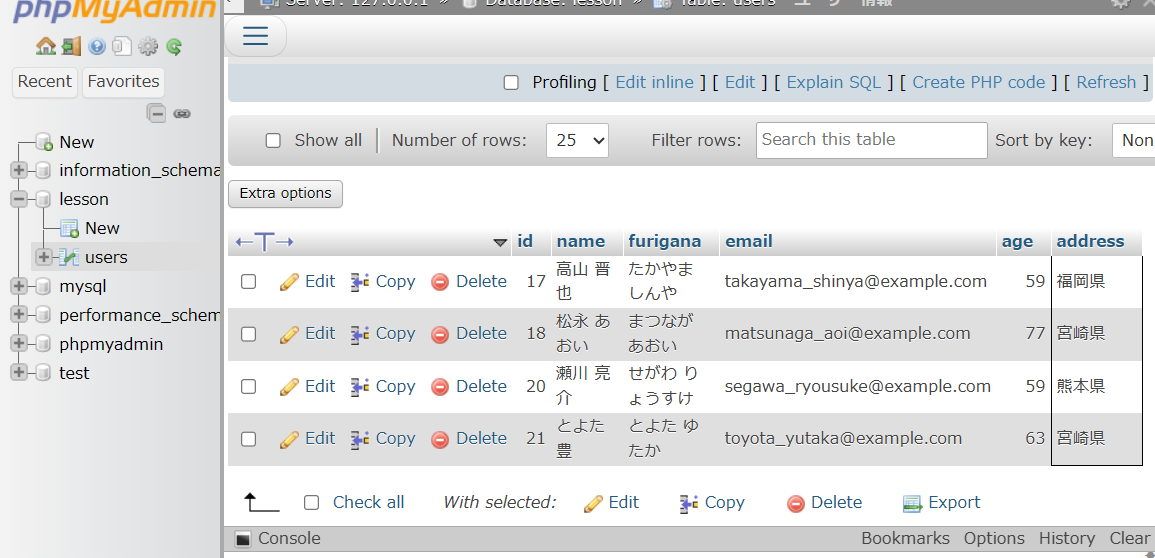 phpMyAdmin
Server: 127.0.0.1 » Database: lesson » Table: users
Recent Favorites
New
information_schema
lesson
New
users
mysql
performance_schem
phpmyadmin
test
Profiling [ Edit inline ] [ Edit ] [ Explain SQL ] [ Create PHP code ] [ Refresh ]
Show all Number of rows: 25 Filter rows: Search this table Sort by key: Non
Extra options
id name furigana email age address
Edit Copy Delete 17 高山 晋也 たかやま しんや takayama_shinya@example.com 59 福岡県
Edit Copy Delete 18 松永 あおい まつなが あおい matsunaga_aoi@example.com 77 宮崎県
Edit Copy Delete 20 瀬川 亮介 せがわ りょうすけ segawa_ryousuke@example.com 59 熊本県
Edit Copy Delete 21 とよた 豊 とよた ゆたか toyota_yutaka@example.com 63 宮崎県
Check all With selected: Edit Copy Delete Export
Console Bookmarks Options History Clear